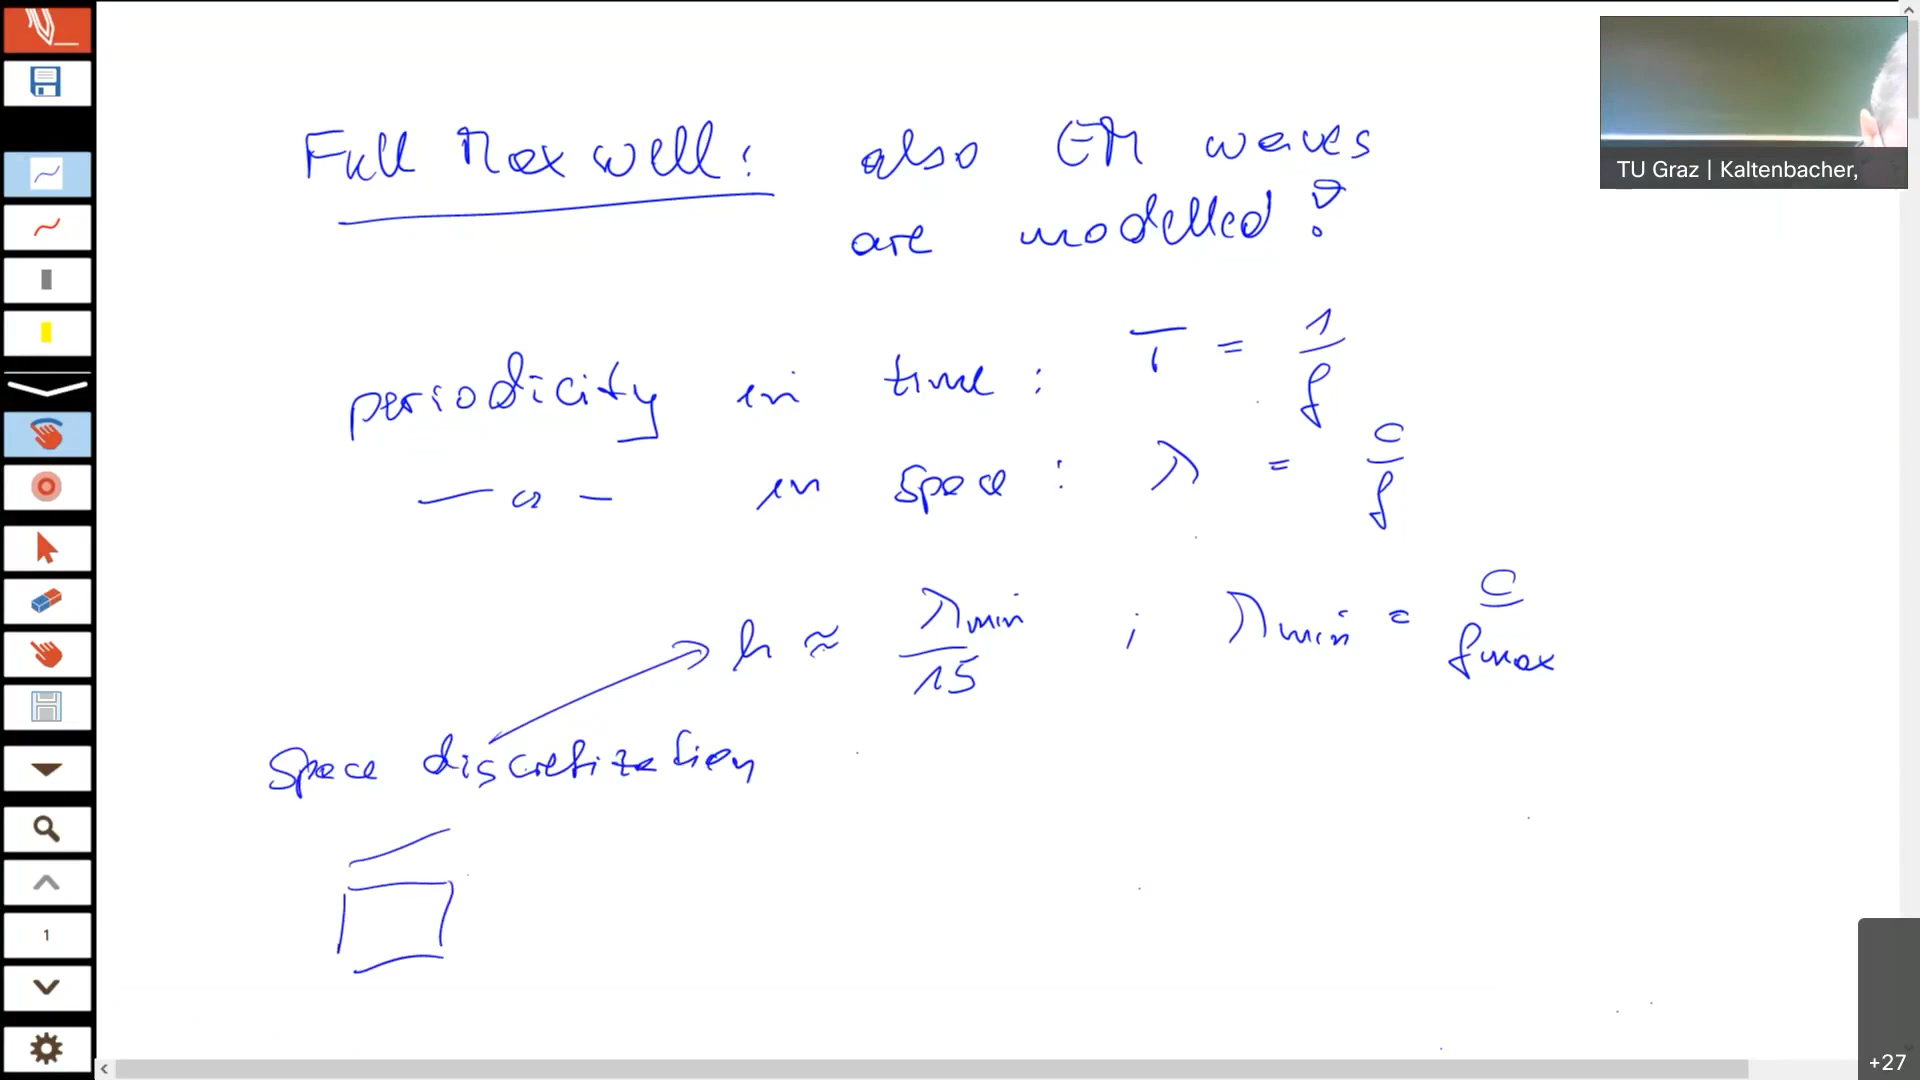 TU Graz | Kaltenbacher,
Full Maxwell: also EM waves
are modelled!
periodicity in time: T = 1/f
— " — in space: λ = c/f
h ≈ λmin/15 ; λmin = c/fmax
Space discretization
1
+27